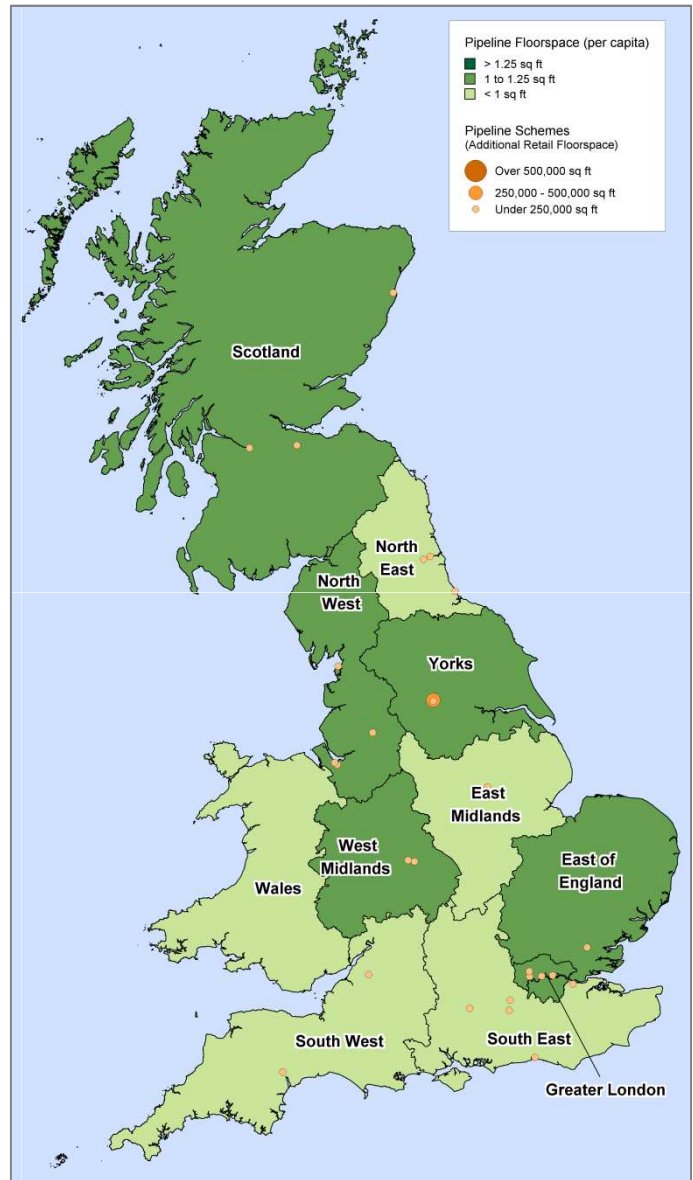 Pipeline Floorspace (per capita)
> 1.25 sq ft
1 to 1.25 sq ft
< 1 sq ft
Pipeline Schemes
(Additional Retail Floorspace)
Over 500,000 sq ft
250,000 - 500,000 sq ft
Under 250,000 sq ft
Scotland
North
East
North
West
Yorks
East
Midlands
West
Midlands
East of
England
Wales
South West
South East
Greater London